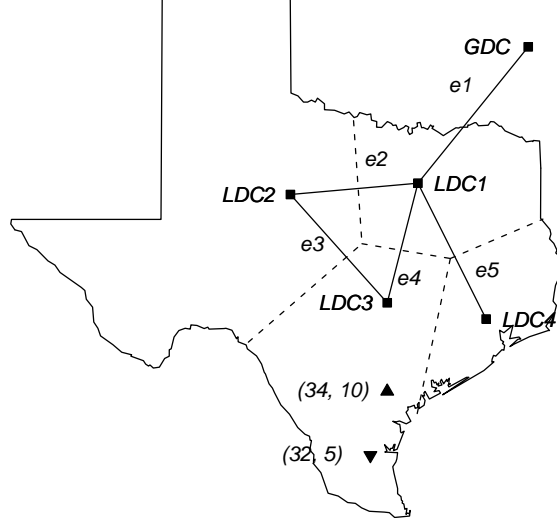 GDC
e1
e2
LDC2
LDC1
e3
e4
e5
LDC3
LDC4
(34, 10)
(32, 5)